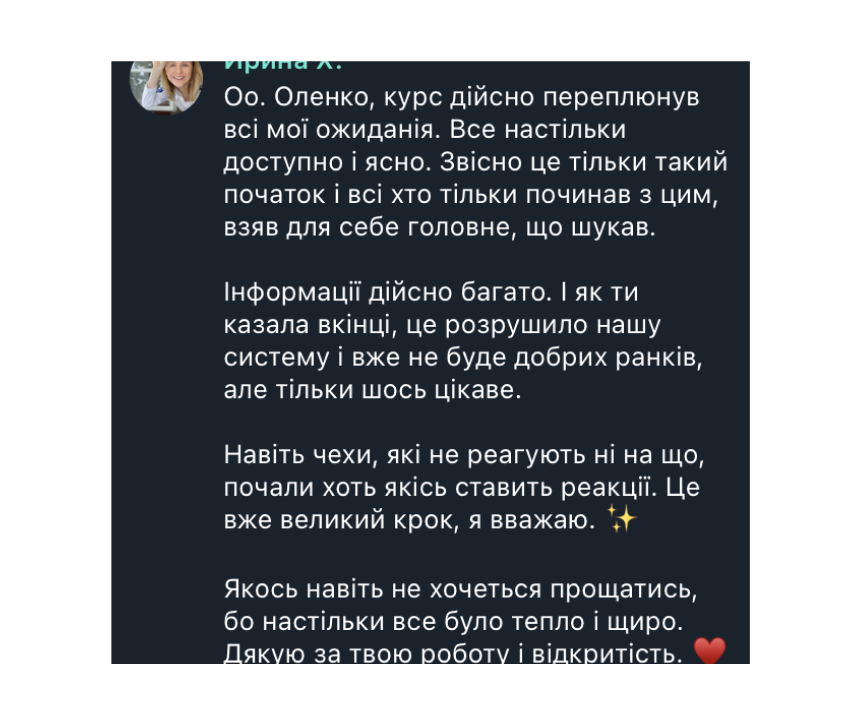 Ирина Х.
Оо. Оленко, курс дійсно переплюнув
всі мої ожиданія. Все настільки
доступно і ясно. Звісно це тільки такий
початок і всі хто тільки починав з цим,
взяв для себе головне, що шукав.
Інформації дійсно багато. І як ти
казала вкінці, це розрушило нашу
систему і вже не буде добрих ранків,
але тільки шось цікаве.
Навіть чехи, які не реагують ні на що,
почали хоть якісь ставить реакції. Це
вже великий крок, я вважаю. ✨
Якось навіть не хочеться прощатись,
бо настільки все було тепло і щиро.
Дякую за твою роботу і відкритість. ♥️